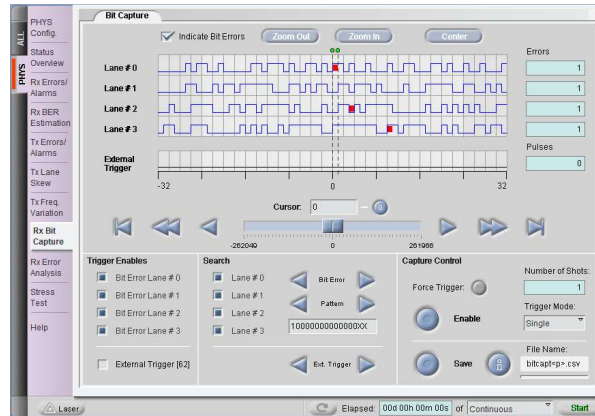 ALL
PHYS
PHYS Config.
Status Overview
Rx Errors/ Alarms
Rx BER Estimation
Tx Errors/ Alarms
Tx Lane Skew
Tx Freq. Variation
Rx Bit Capture
Rx Error Analysis
Stress Test
Help
Bit Capture
Indicate Bit Errors
Zoom Out
Zoom In
Center
Errors
Lane # 0
1
Lane # 1
1
Lane # 2
1
Lane # 3
1
Pulses
External Trigger
0
-32
0
32
Cursor:
0
0
-262049
0
261966
Trigger Enables
Bit Error Lane # 0
Bit Error Lane # 1
Bit Error Lane # 2
Bit Error Lane # 3
External Trigger [62]
Search
Lane # 0
Lane # 1
Lane # 2
Lane # 3
Bit Error
Pattern
10000000000000XX
Ext. Trigger
Capture Control
Force Trigger:
Number of Shots:
1
Enable
Trigger Mode:
Single
Save
File Name:
bitcapt<p>.csv
Laser
Elapsed:
00d 00h 00m 00s
of
Continuous
Start